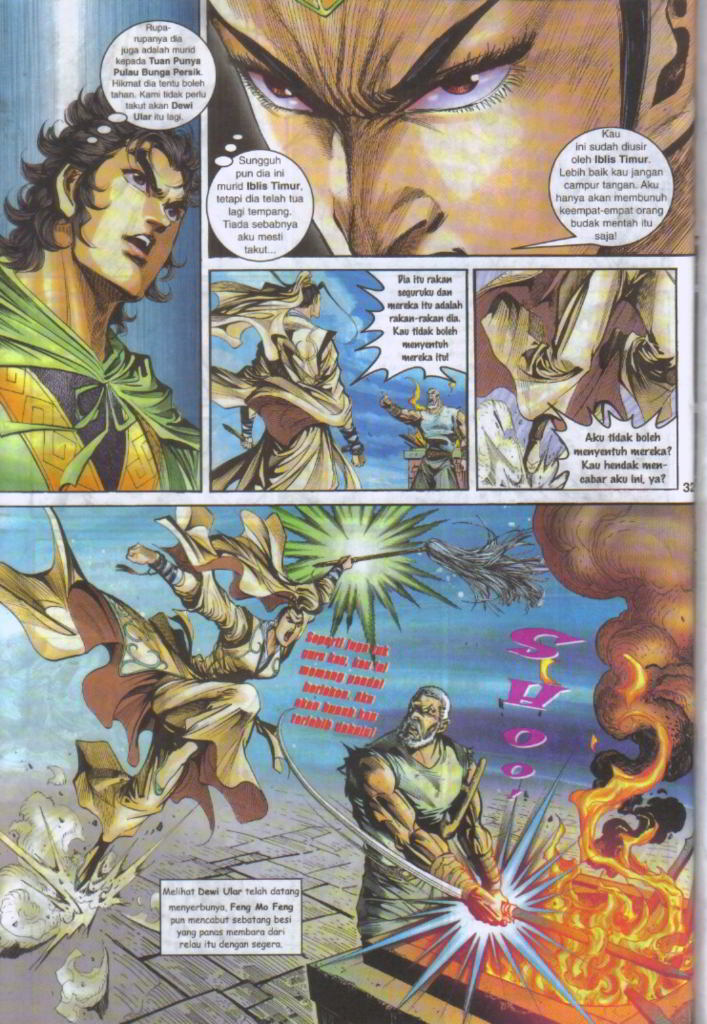 Rupa-
rupanya dia
juga adalah murid
kepada Tuan Punya
Pulau Bunga Persik.
Hikmat dia tentu boleh
tahan. Kami tidak perlu
takut akan Dewi
Ular itu lagi.
Sungguh
pun dia ini
murid Iblis Timur,
tetapi dia telah tua
lagi tempang.
Tiada sebabnya
aku mesti
takut...
Kau
ini sudah diusir
oleh Iblis Timur.
Lebih baik kau jangan
campur tangan. Aku
hanya akan membunuh
keempat-empat orang
budak mentah itu
saja!
Dia itu rakan
seguruku dan
mereka itu adalah
rakan-rakan dia.
Kau tidak boleh
menyentuh
mereka itu!
Aku tidak boleh
menyentuh mereka?
Kau hendak men-
cabar aku ini, ya?
32
Seperti juga
guru kau, kau ini
memang pandai
berlakon. Aku
akan bunuh kau
terlebih dahulu!
SHOO!
Melihat Dewi Ular telah datang
menyerbunya, Feng Mo Feng
pun mencabut sebatang besi
yang panas membara dari
relau itu dengan segera.